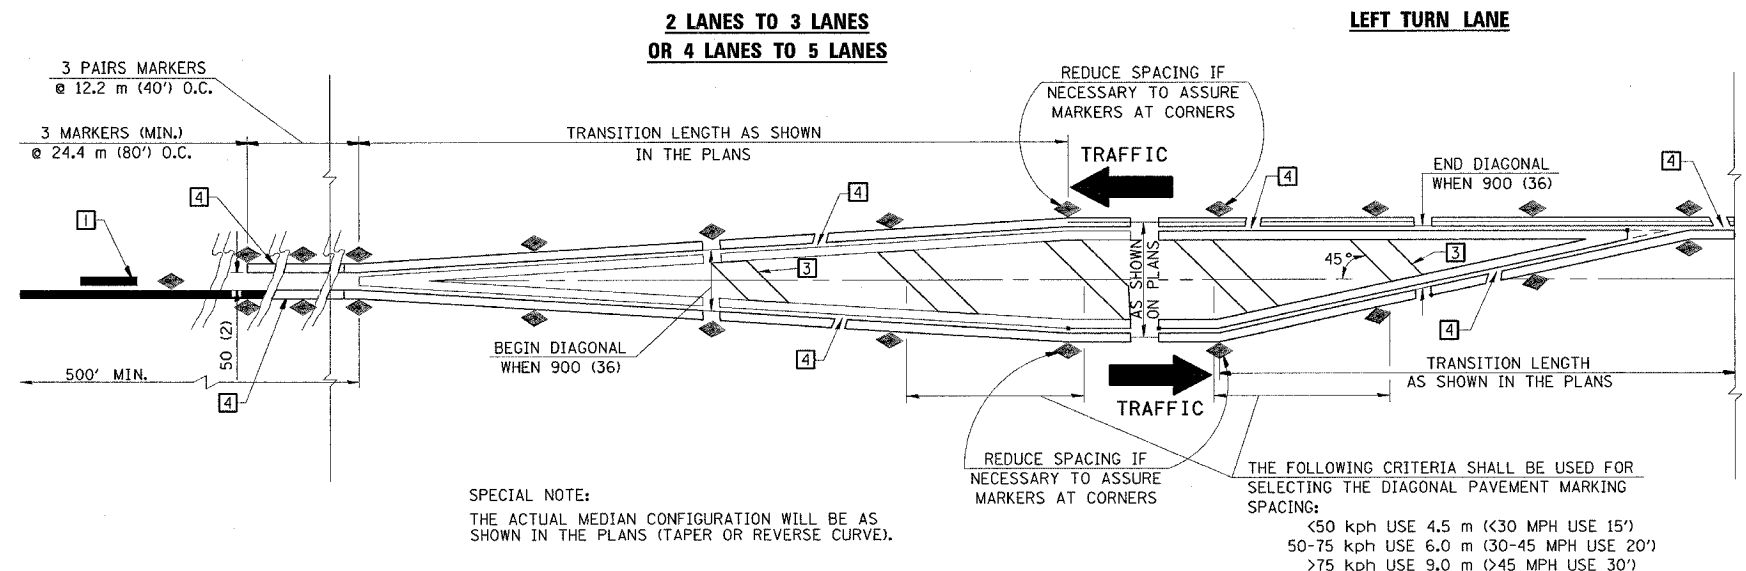 2 LANES TO 3 LANES
OR 4 LANES TO 5 LANES
LEFT TURN LANE
3 PAIRS MARKERS
@ 12.2 m (40') O.C.
3 MARKERS (MIN.)
@ 24.4 m (80') O.C.
TRANSITION LENGTH AS SHOWN
IN THE PLANS
REDUCE SPACING IF
NECESSARY TO ASSURE
MARKERS AT CORNERS
TRAFFIC
END DIAGONAL
WHEN 900 (36)
4
4
4
4
1
3
3
45°
AS SHOWN
ON PLANS
50 (2)
500' MIN.
4
4
4
BEGIN DIAGONAL
WHEN 900 (36)
TRAFFIC
TRANSITION LENGTH
AS SHOWN IN THE PLANS
REDUCE SPACING IF
NECESSARY TO ASSURE
MARKERS AT CORNERS
SPECIAL NOTE:
THE ACTUAL MEDIAN CONFIGURATION WILL BE AS
SHOWN IN THE PLANS (TAPER OR REVERSE CURVE).
THE FOLLOWING CRITERIA SHALL BE USED FOR
SELECTING THE DIAGONAL PAVEMENT MARKING
SPACING:
<50 kph USE 4.5 m (<30 MPH USE 15')
50-75 kph USE 6.0 m (30-45 MPH USE 20')
>75 kph USE 9.0 m (>45 MPH USE 30')